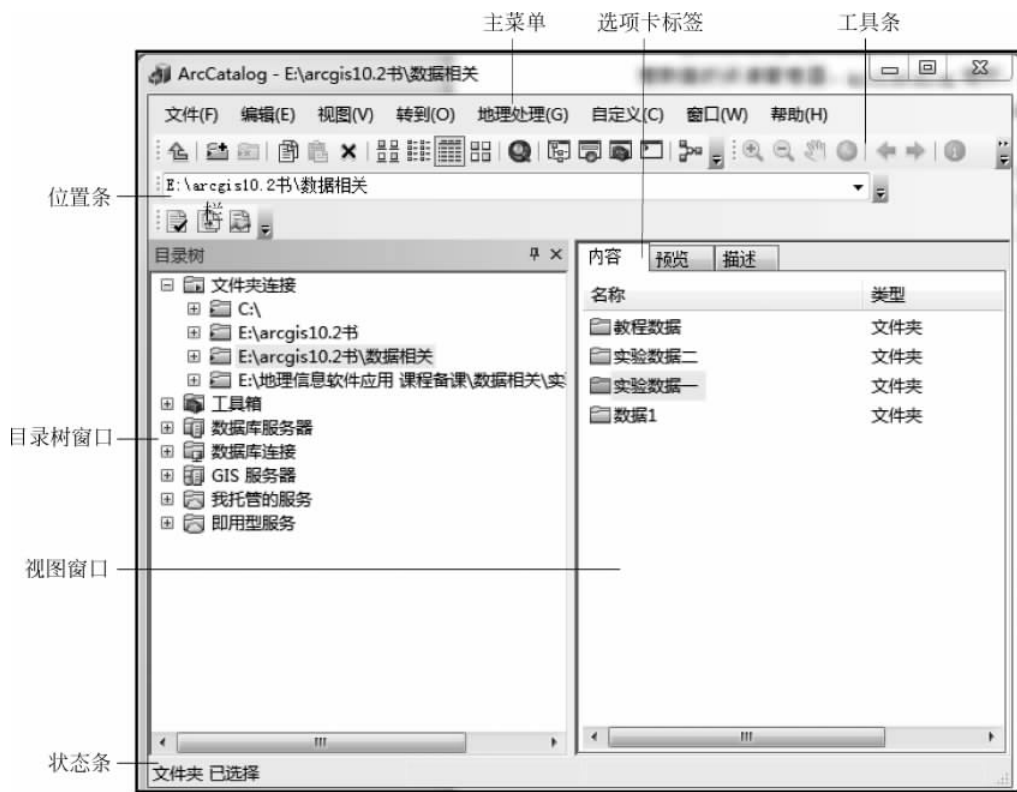 主菜单
选项卡标签
工具条
ArcCatalog - E:\arcgis10.2书\数据相关
文件(F) 编辑(E) 视图(V) 转到(O) 地理处理(G) 自定义(C) 窗口(W) 帮助(H)
位置条
E:\arcgis10.2书\数据相关
栏
目录树
内容 预览 描述
文件夹连接
C:\
E:\arcgis10.2书
E:\arcgis10.2书\数据相关
E:\地理信息软件应用 课程备课\数据相关\实
工具箱
数据库服务器
数据库连接
GIS 服务器
我托管的服务
即用型服务
名称 类型
教程数据 文件夹
实验数据二 文件夹
实验数据一 文件夹
数据1 文件夹
目录树窗口
视图窗口
状态条
文件夹 已选择